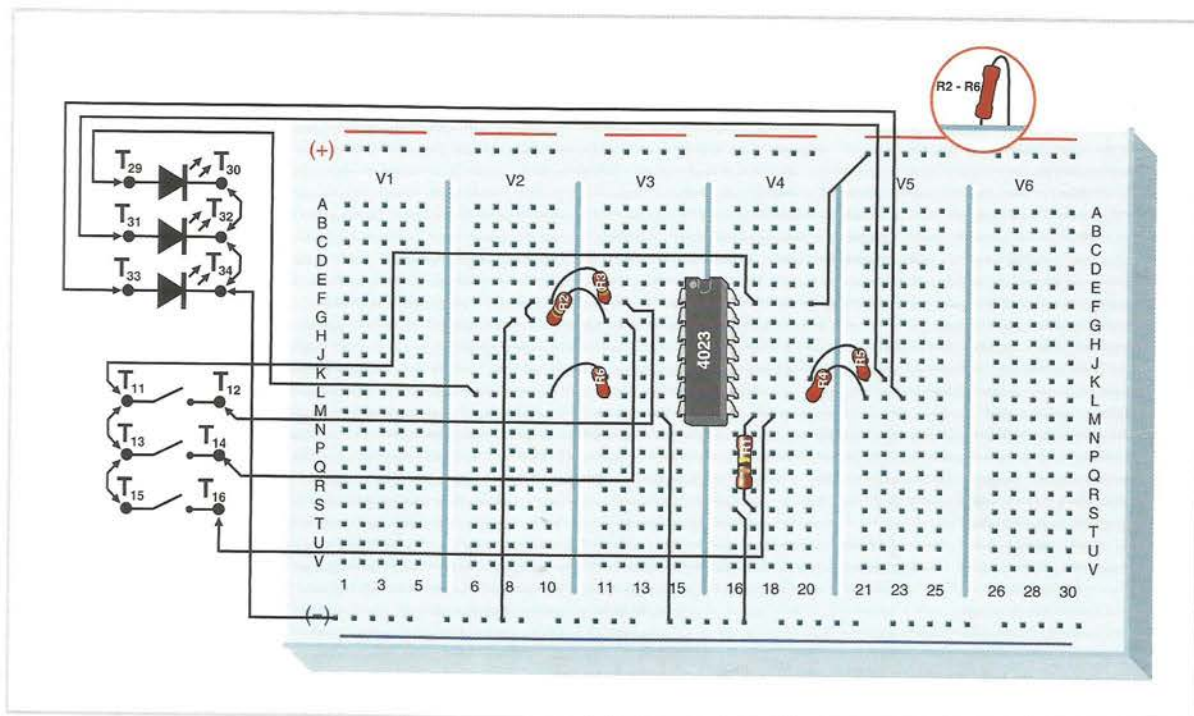 R2 - R6
(+)
V1 V2 V3 V4 V5 V6
T29 T30
T31 T32
T33 T34
T11 T12
T13 T14
T15 T16
A A
B B
C C
D D
E E
F F
G G
H H
J J
K K
L L
M M
N N
P P
Q Q
R R
S S
T T
U U
V V
R3
R2
R6
4023
R5
R4
R1
1 3 5 6 8 10 11 13 15 16 18 20 21 23 25 26 28 30
(-)